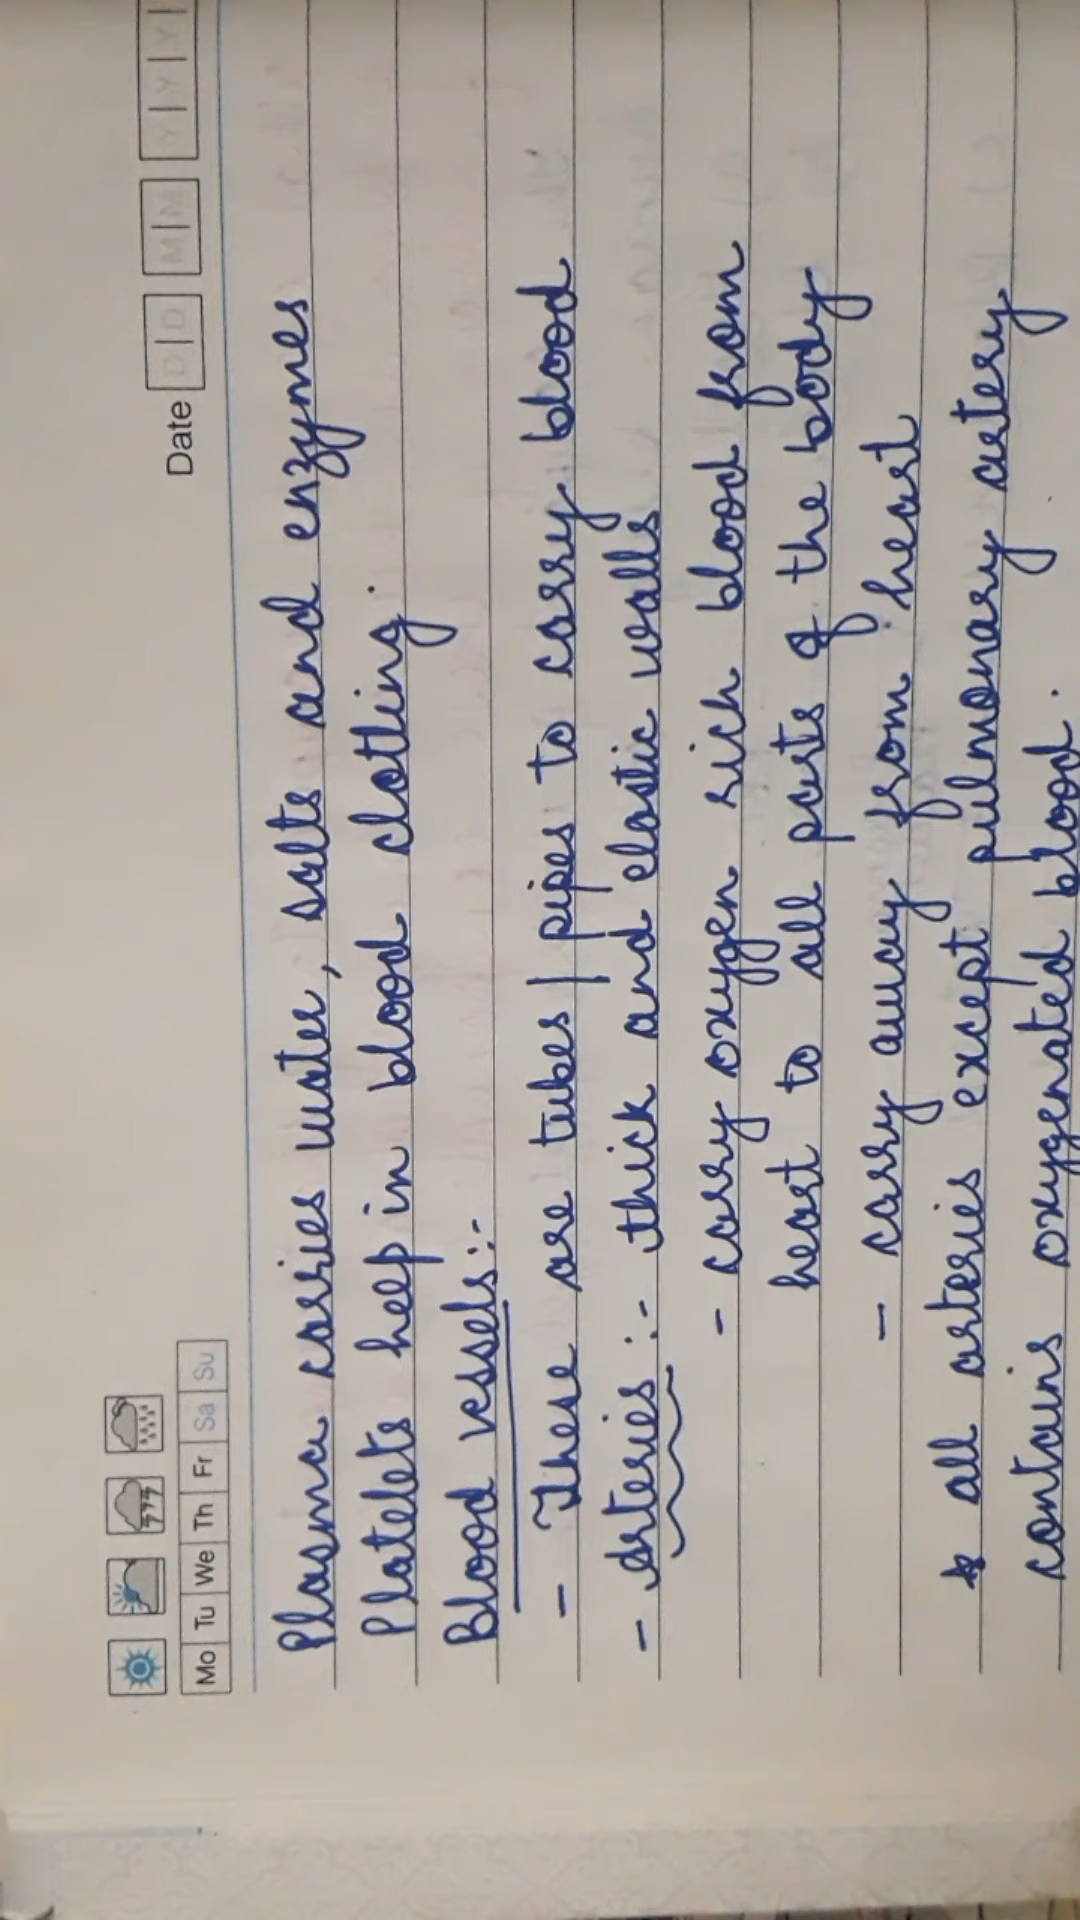 Date D|D M|M Y|Y|Y|
Mo Tu We Th Fr Sa Su
Plasma carries water, salts and enzymes
Platelets help in blood clotting.
Blood vessels:-
- These are tubes / pipes to carry blood
- arteries :- thick and elastic walls
- carry oxygen rich blood from
heart to all parts of the body
- carry away from heart
* all arteries except pulmonary artery
contains oxygenated blood.